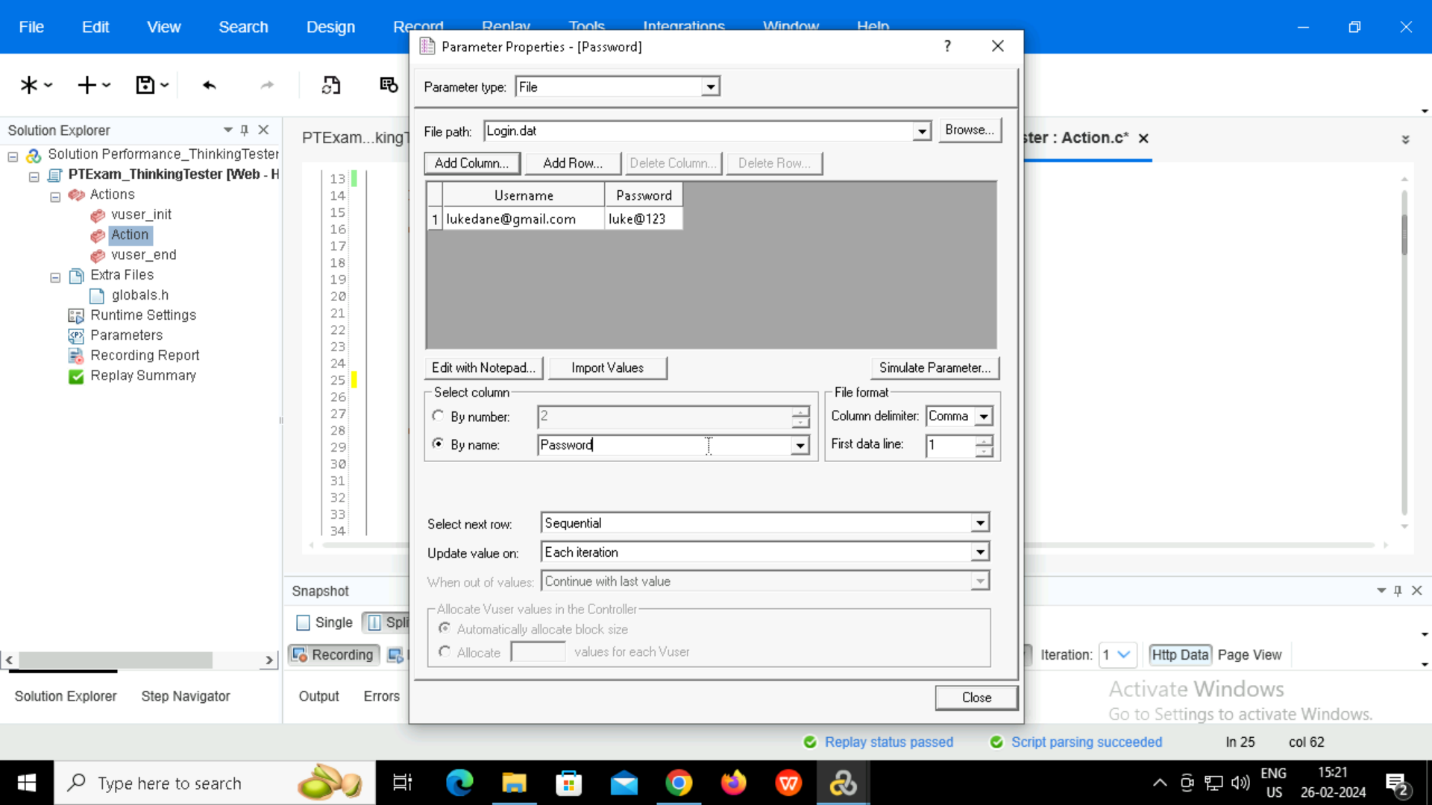 File Edit View Search Design Record Replay Tools Integrations Window Help
Parameter Properties - [Password] ?
Parameter type: File
Solution Explorer
File path: Login.dat Browse...
PTExam...kingT
ster : Action.c*
Solution Performance_ThinkingTester
PTExam_ThinkingTester [Web - H
Actions
vuser_init
Action
vuser_end
Extra Files
globals.h
Runtime Settings
Parameters
Recording Report
Replay Summary
13
14
15
16
17
18
19
20
21
22
23
24
25
26
27
28
29
30
31
32
33
34
Add Column... Add Row... Delete Column... Delete Row...
Username Password
1 lukedane@gmail.com luke@123
Edit with Notepad... Import Values Simulate Parameter...
Select column File format
By number: 2 Column delimiter: Comma
By name: Password First data line: 1
Select next row: Sequential
Update value on: Each iteration
When out of values: Continue with last value
Allocate Vuser values in the Controller
Automatically allocate block size
Allocate values for each Vuser
Close
Snapshot
Single Spli
Recording Iteration: 1 Http Data Page View
Solution Explorer Step Navigator Output Errors
Activate Windows
Go to Settings to activate Windows.
Replay status passed Script parsing succeeded ln 25 col 62
Type here to search
ENG
US
15:21
26-02-2024
2